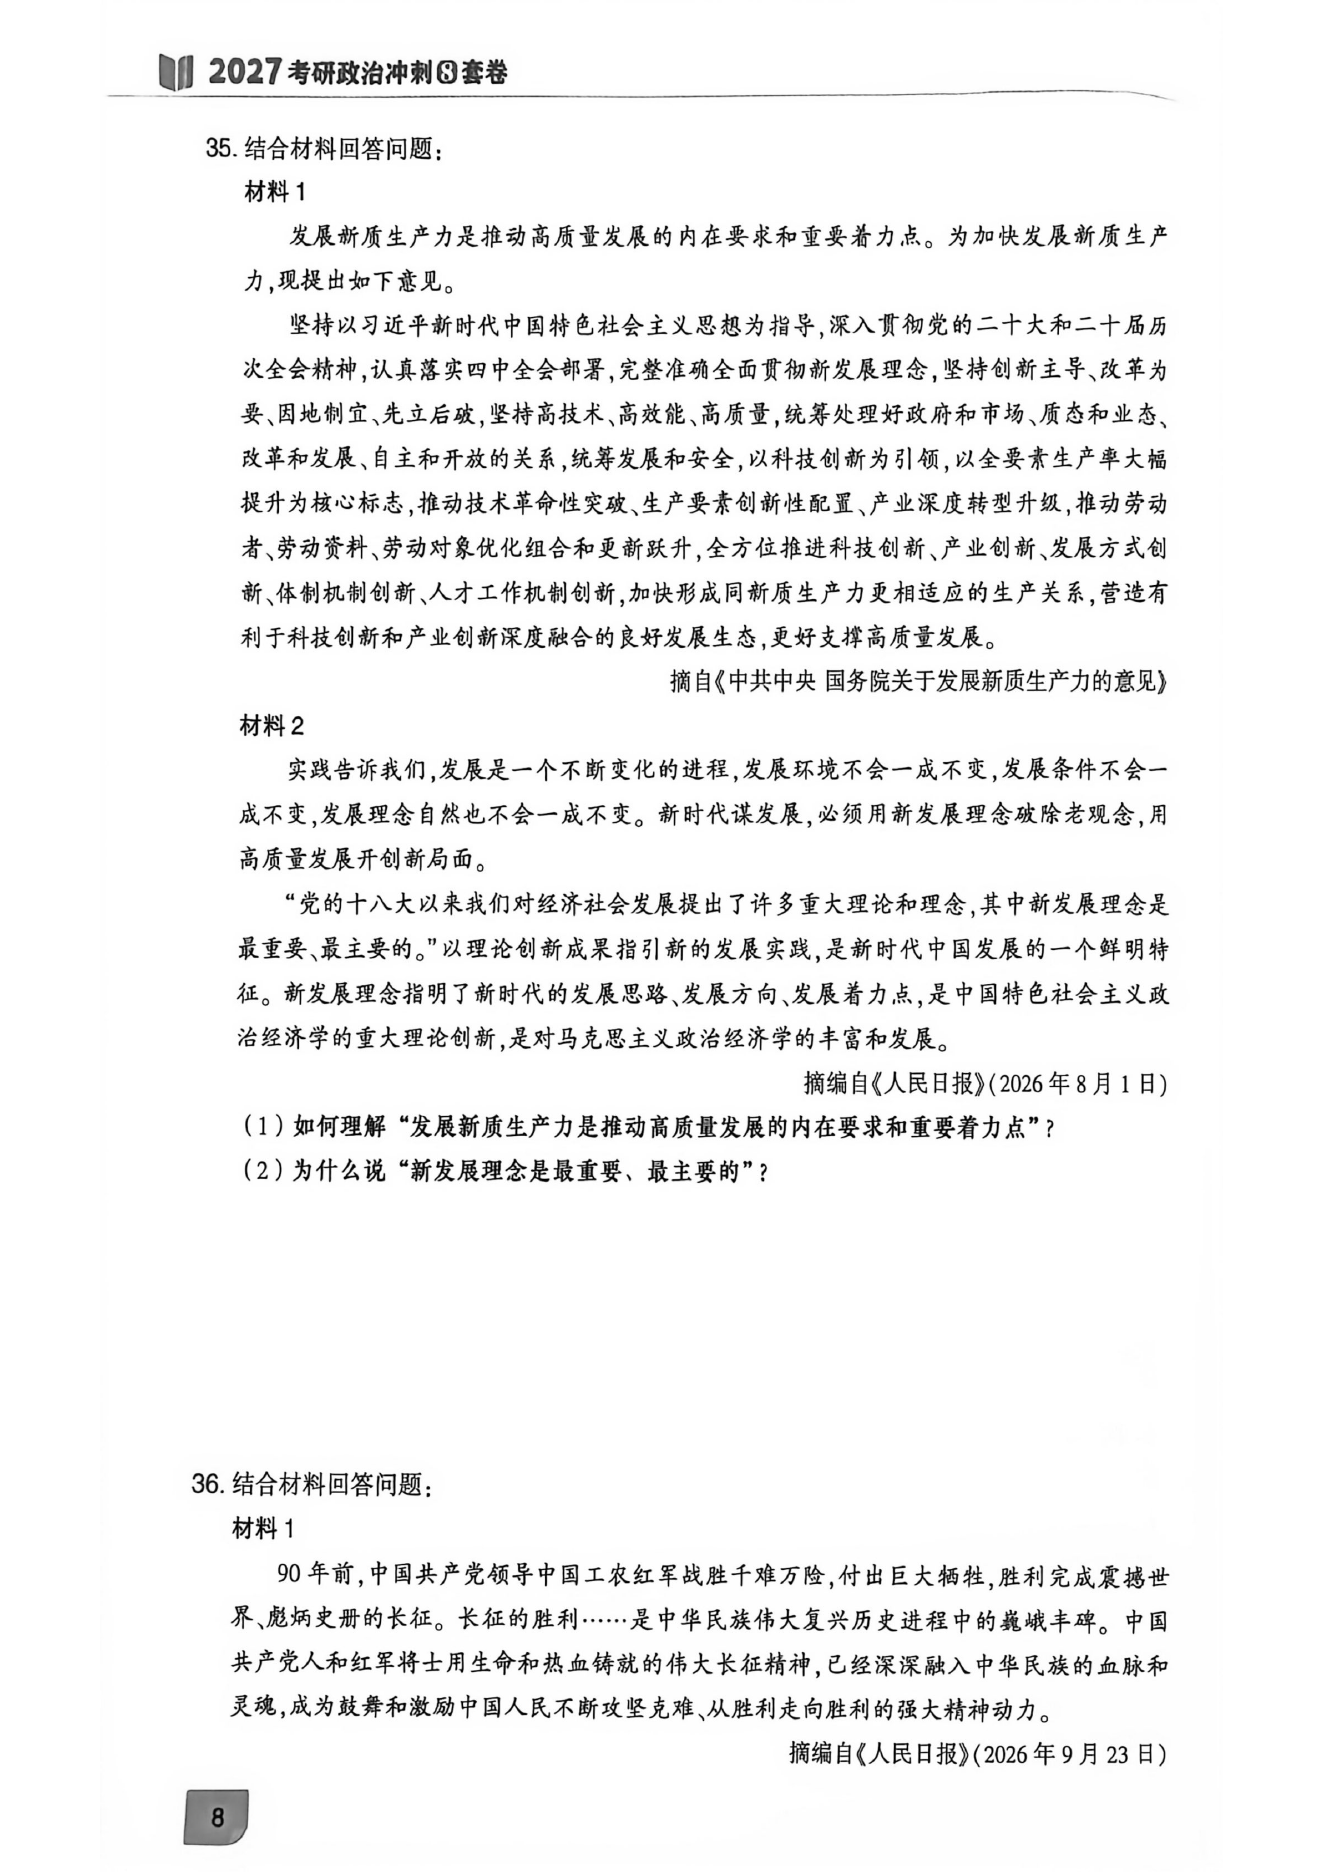 2027考研政治冲刺8套卷
35. 结合材料回答问题：
材料1
发展新质生产力是推动高质量发展的内在要求和重要着力点。为加快发展新质生产
力，现提出如下意见。
坚持以习近平新时代中国特色社会主义思想为指导，深入贯彻党的二十大和二十届历
次全会精神，认真落实四中全会部署，完整准确全面贯彻新发展理念，坚持创新主导、改革为
要、因地制宜、先立后破，坚持高技术、高效能、高质量，统筹处理好政府和市场、质态和业态、
改革和发展、自主和开放的关系，统筹发展和安全，以科技创新为引领，以全要素生产率大幅
提升为核心标志，推动技术革命性突破、生产要素创新性配置、产业深度转型升级，推动劳动
者、劳动资料、劳动对象优化组合和更新跃升，全方位推进科技创新、产业创新、发展方式创
新、体制机制创新、人才工作机制创新，加快形成同新质生产力更相适应的生产关系，营造有
利于科技创新和产业创新深度融合的良好发展生态，更好支撑高质量发展。
摘自《中共中央 国务院关于发展新质生产力的意见》
材料2
实践告诉我们，发展是一个不断变化的进程，发展环境不会一成不变，发展条件不会一
成不变，发展理念自然也不会一成不变。新时代谋发展，必须用新发展理念破除老观念，用
高质量发展开创新局面。
“党的十八大以来我们对经济社会发展提出了许多重大理论和理念，其中新发展理念是
最重要、最主要的。”以理论创新成果指引新的发展实践，是新时代中国发展的一个鲜明特
征。新发展理念指明了新时代的发展思路、发展方向、发展着力点，是中国特色社会主义政
治经济学的重大理论创新，是对马克思主义政治经济学的丰富和发展。
摘编自《人民日报》（2026年8月1日）
（1）如何理解“发展新质生产力是推动高质量发展的内在要求和重要着力点”？
（2）为什么说“新发展理念是最重要、最主要的”？
36. 结合材料回答问题：
材料1
90年前，中国共产党领导中国工农红军战胜千难万险，付出巨大牺牲，胜利完成震撼世
界、彪炳史册的长征。长征的胜利……是中华民族伟大复兴历史进程中的巍峨丰碑。中国
共产党人和红军将士用生命和热血铸就的伟大长征精神，已经深深融入中华民族的血脉和
灵魂，成为鼓舞和激励中国人民不断攻坚克难、从胜利走向胜利的强大精神动力。
摘编自《人民日报》（2026年9月23日）
8